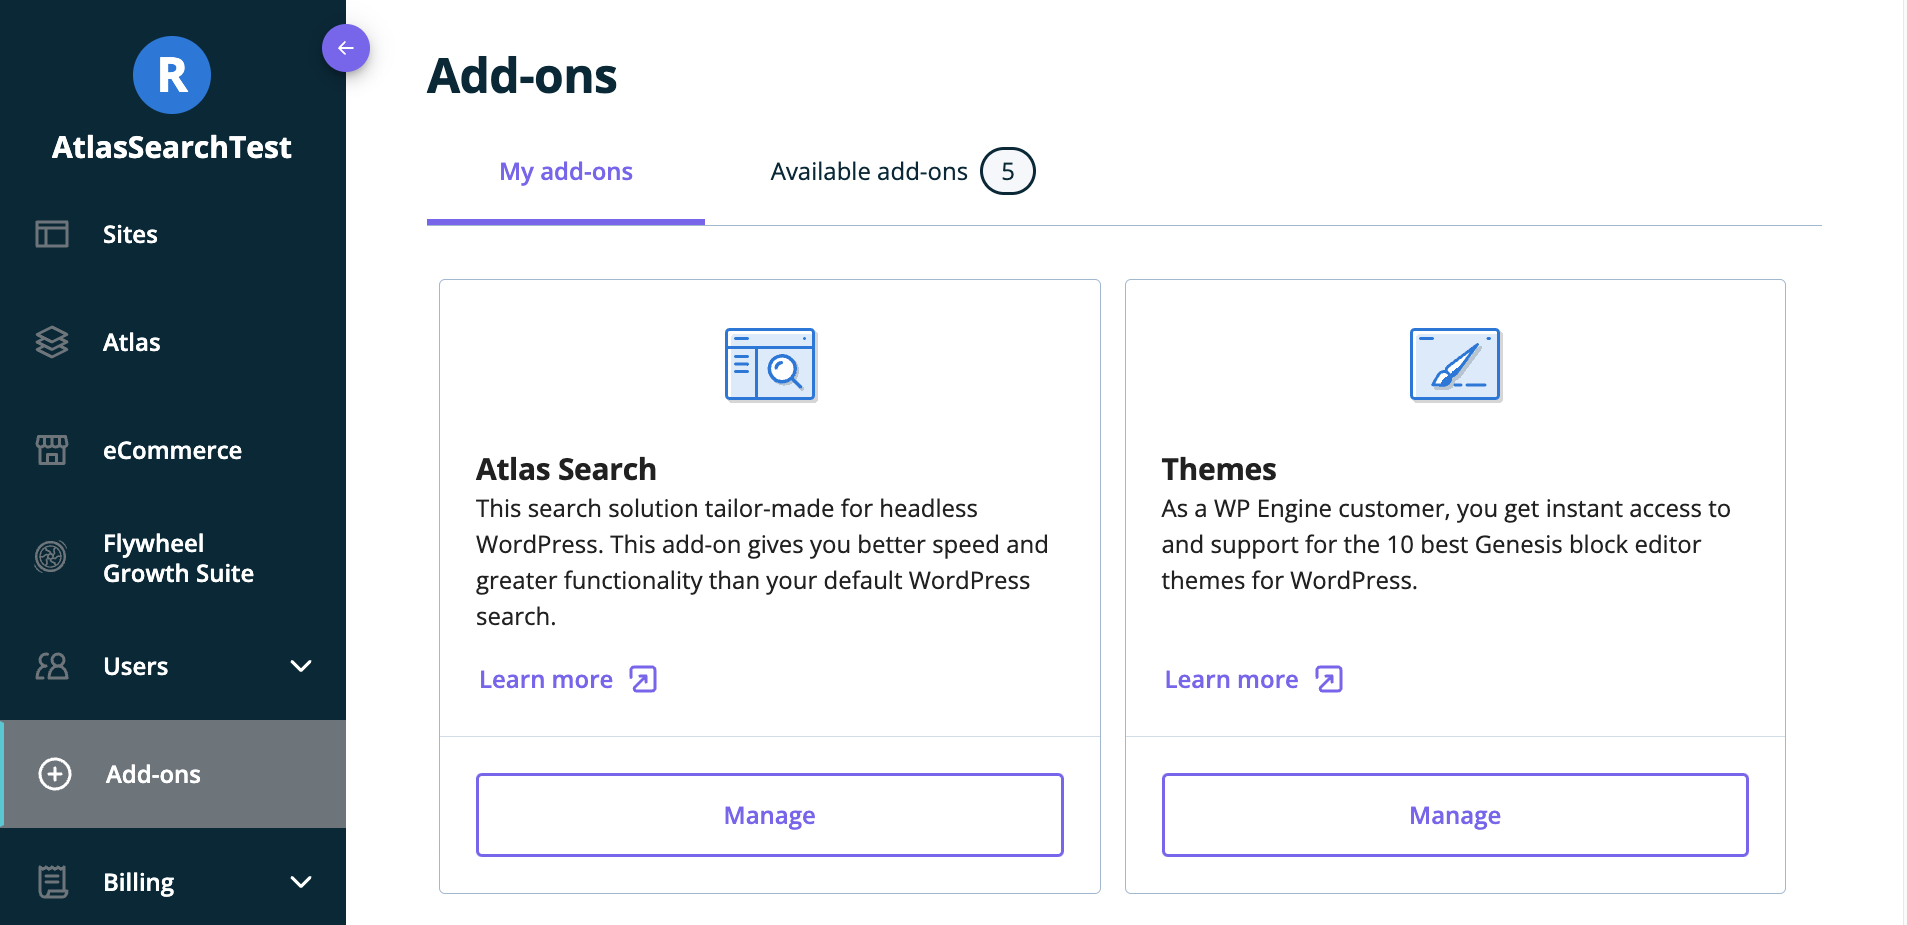 R
AtlasSearchTest
Sites
Atlas
eCommerce
Flywheel
Growth Suite
Users
Add-ons
Billing
Add-ons
My add-ons
Available add-ons 5
Atlas Search
This search solution tailor-made for headless
WordPress. This add-on gives you better speed and
greater functionality than your default WordPress
search.
Learn more
Manage
Themes
As a WP Engine customer, you get instant access to
and support for the 10 best Genesis block editor
themes for WordPress.
Learn more
Manage